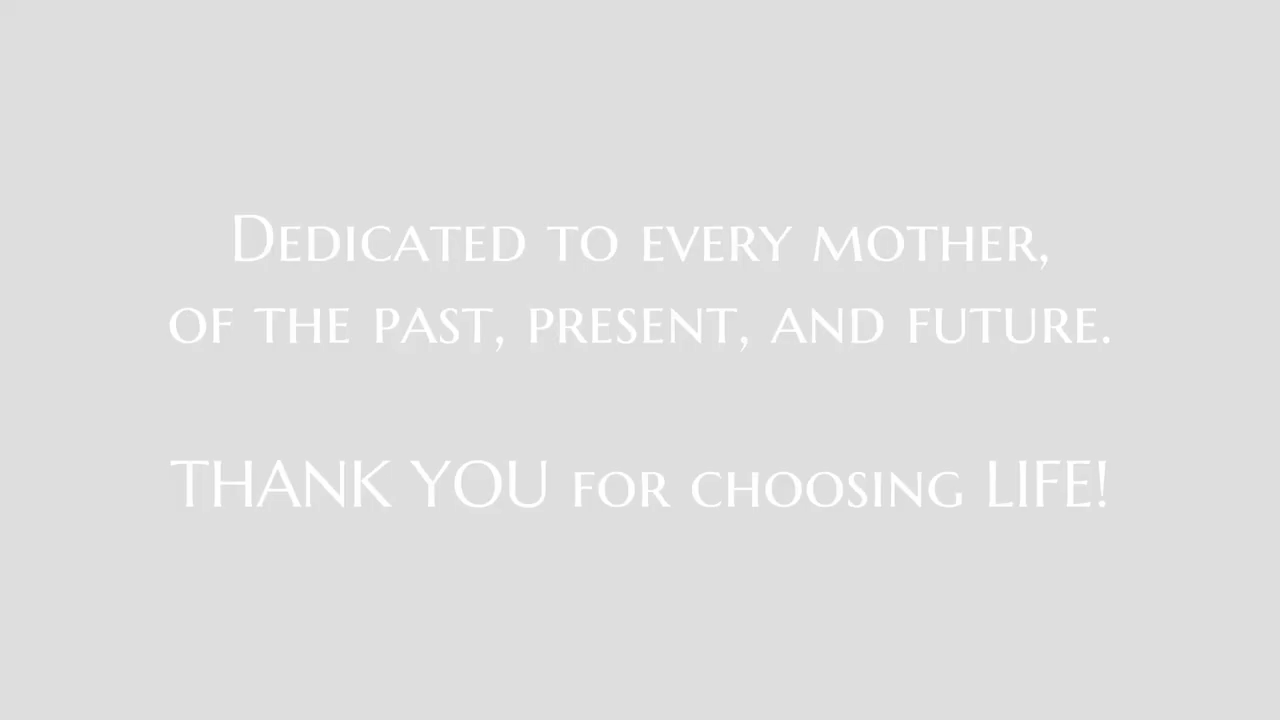 Dedicated to every mother,
of the past, present, and future.
THANK YOU for choosing LIFE!